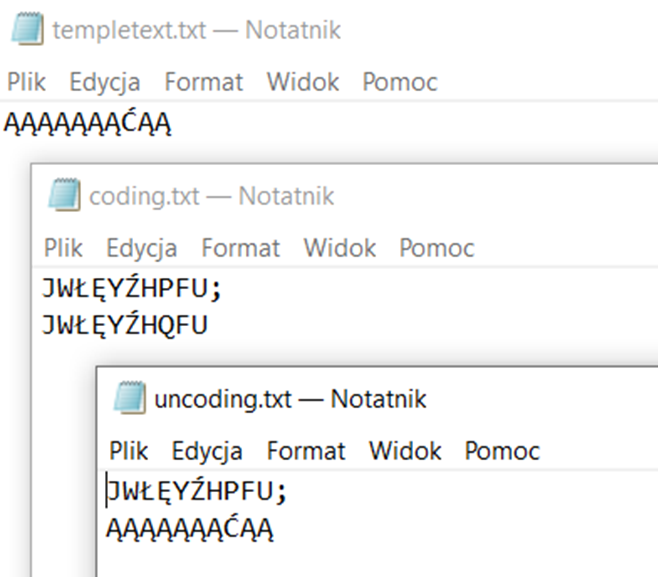 templetext.txt — Notatnik
Plik Edycja Format Widok Pomoc
ĄĄĄĄĄĄĄĆĄĄ
coding.txt — Notatnik
Plik Edycja Format Widok Pomoc
JWŁĘYŹHPFU;
JWŁĘYŹHQFU
uncoding.txt — Notatnik
Plik Edycja Format Widok Pomoc
JWŁĘYŹHPFU;
ĄĄĄĄĄĄĄĆĄĄ